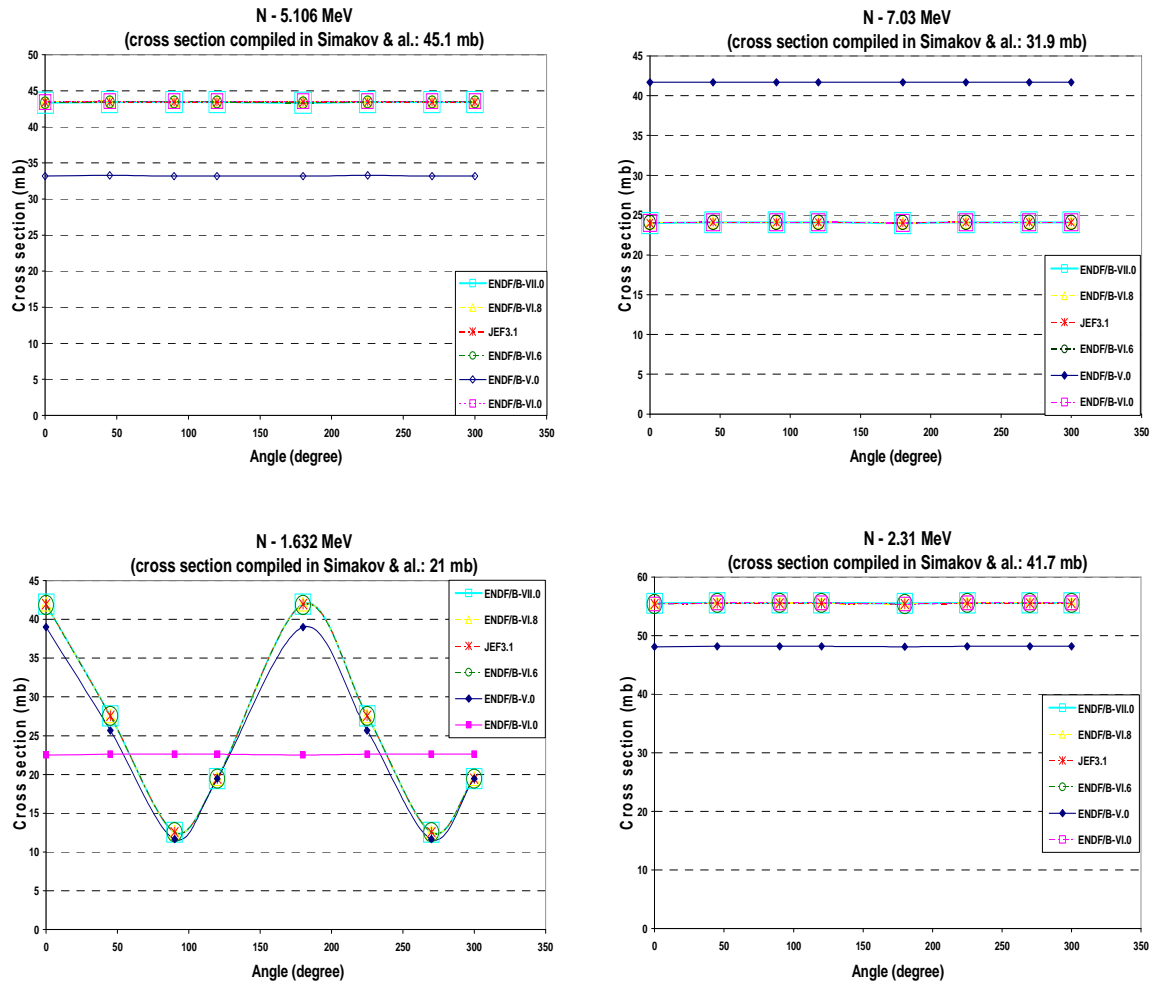 N - 5.106 MeV
(cross section compiled in Simakov & al.: 45.1 mb)
Cross section (mb)
50
45
40
35
30
25
20
15
10
5
0
0 50 100 150 200 250 300 350
Angle (degree)
ENDF/B-VII.0
ENDF/B-VI.8
JEF3.1
ENDF/B-VI.6
ENDF/B-V.0
ENDF/B-VI.0
N - 7.03 MeV
(cross section compiled in Simakov & al.: 31.9 mb)
Cross section (mb)
45
40
35
30
25
20
15
10
5
0
0 50 100 150 200 250 300 350
Angle (degree)
ENDF/B-VII.0
ENDF/B-VI.8
JEF3.1
ENDF/B-VI.6
ENDF/B-V.0
ENDF/B-VI.0
N - 1.632 MeV
(cross section compiled in Simakov & al.: 21 mb)
Cross section (mb)
45
40
35
30
25
20
15
10
5
0
0 50 100 150 200 250 300 350
Angle (degree)
ENDF/B-VII.0
ENDF/B-VI.8
JEF3.1
ENDF/B-VI.6
ENDF/B-V.0
ENDF/B-VI.0
N - 2.31 MeV
(cross section compiled in Simakov & al.: 41.7 mb)
Cross section (mb)
60
50
40
30
20
10
0
0 50 100 150 200 250 300 350
Angle (degree)
ENDF/B-VII.0
ENDF/B-VI.8
JEF3.1
ENDF/B-VI.6
ENDF/B-V.0
ENDF/B-VI.0